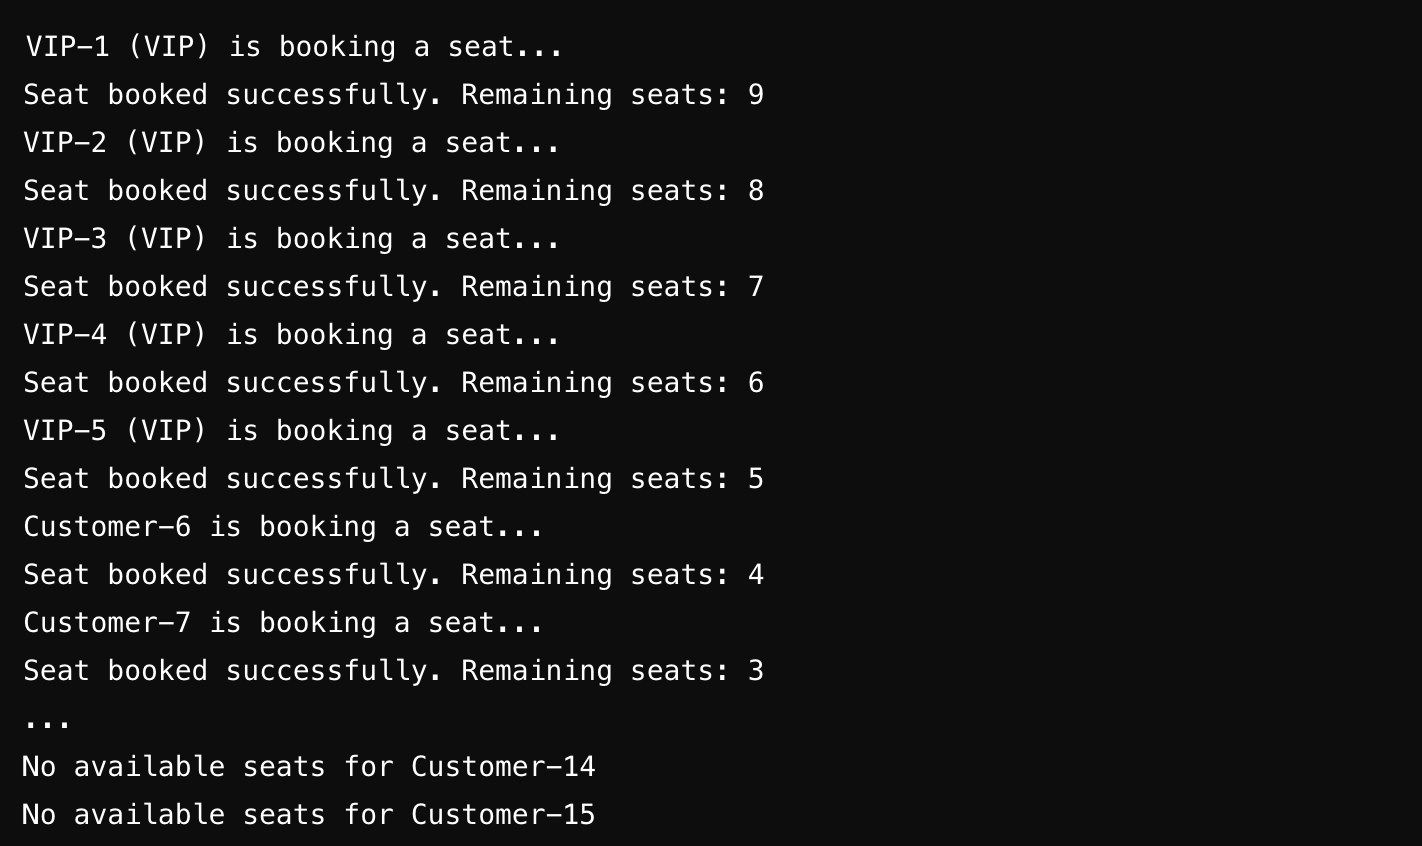 VIP-1 (VIP) is booking a seat...
Seat booked successfully. Remaining seats: 9
VIP-2 (VIP) is booking a seat...
Seat booked successfully. Remaining seats: 8
VIP-3 (VIP) is booking a seat...
Seat booked successfully. Remaining seats: 7
VIP-4 (VIP) is booking a seat...
Seat booked successfully. Remaining seats: 6
VIP-5 (VIP) is booking a seat...
Seat booked successfully. Remaining seats: 5
Customer-6 is booking a seat...
Seat booked successfully. Remaining seats: 4
Customer-7 is booking a seat...
Seat booked successfully. Remaining seats: 3
...
No available seats for Customer-14
No available seats for Customer-15